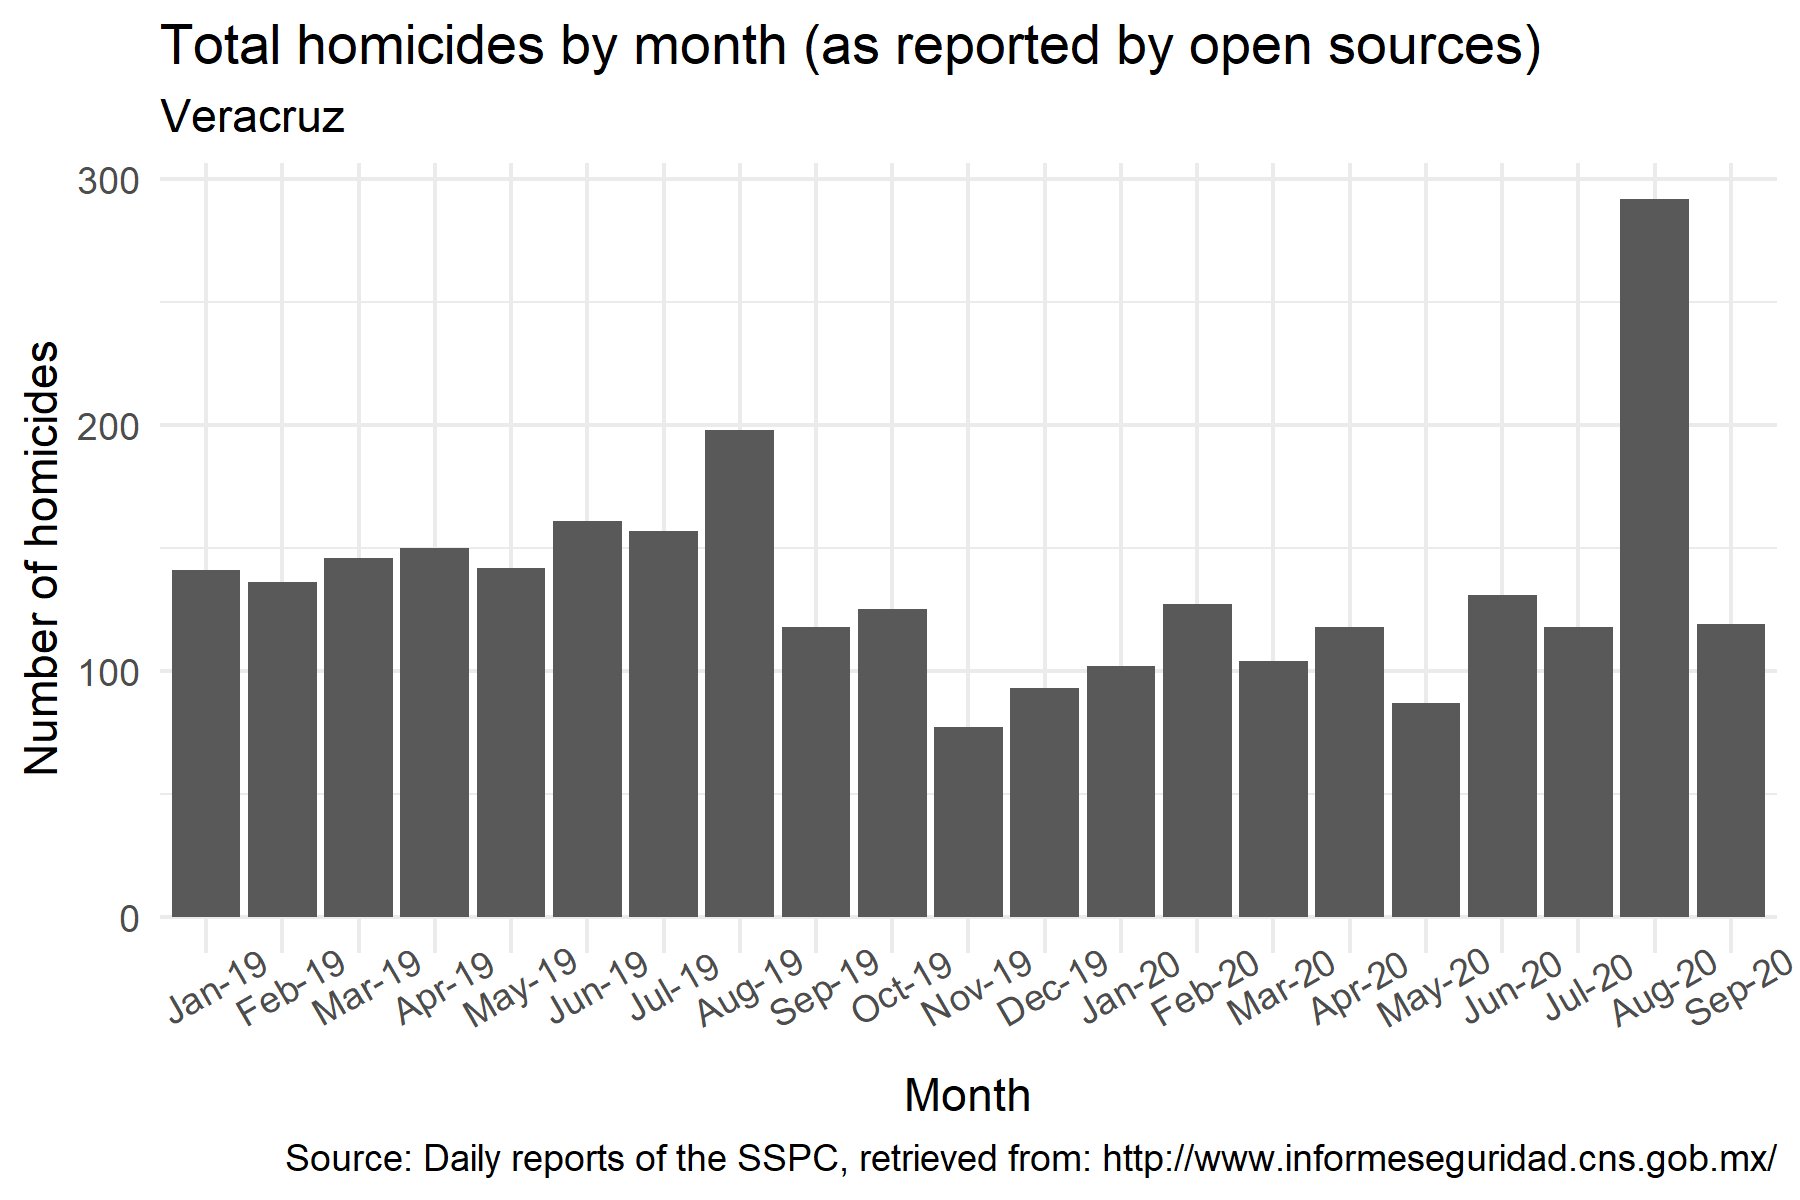 Total homicides by month (as reported by open sources)
Veracruz
300
200
100
0
Number of homicides
Jan-19
Feb-19
Mar-19
Apr-19
May-19
Jun-19
Jul-19
Aug-19
Sep-19
Oct-19
Nov-19
Dec-19
Jan-20
Feb-20
Mar-20
Apr-20
May-20
Jun-20
Jul-20
Aug-20
Sep-20
Month
Source: Daily reports of the SSPC, retrieved from: http://www.informeseguridad.cns.gob.mx/